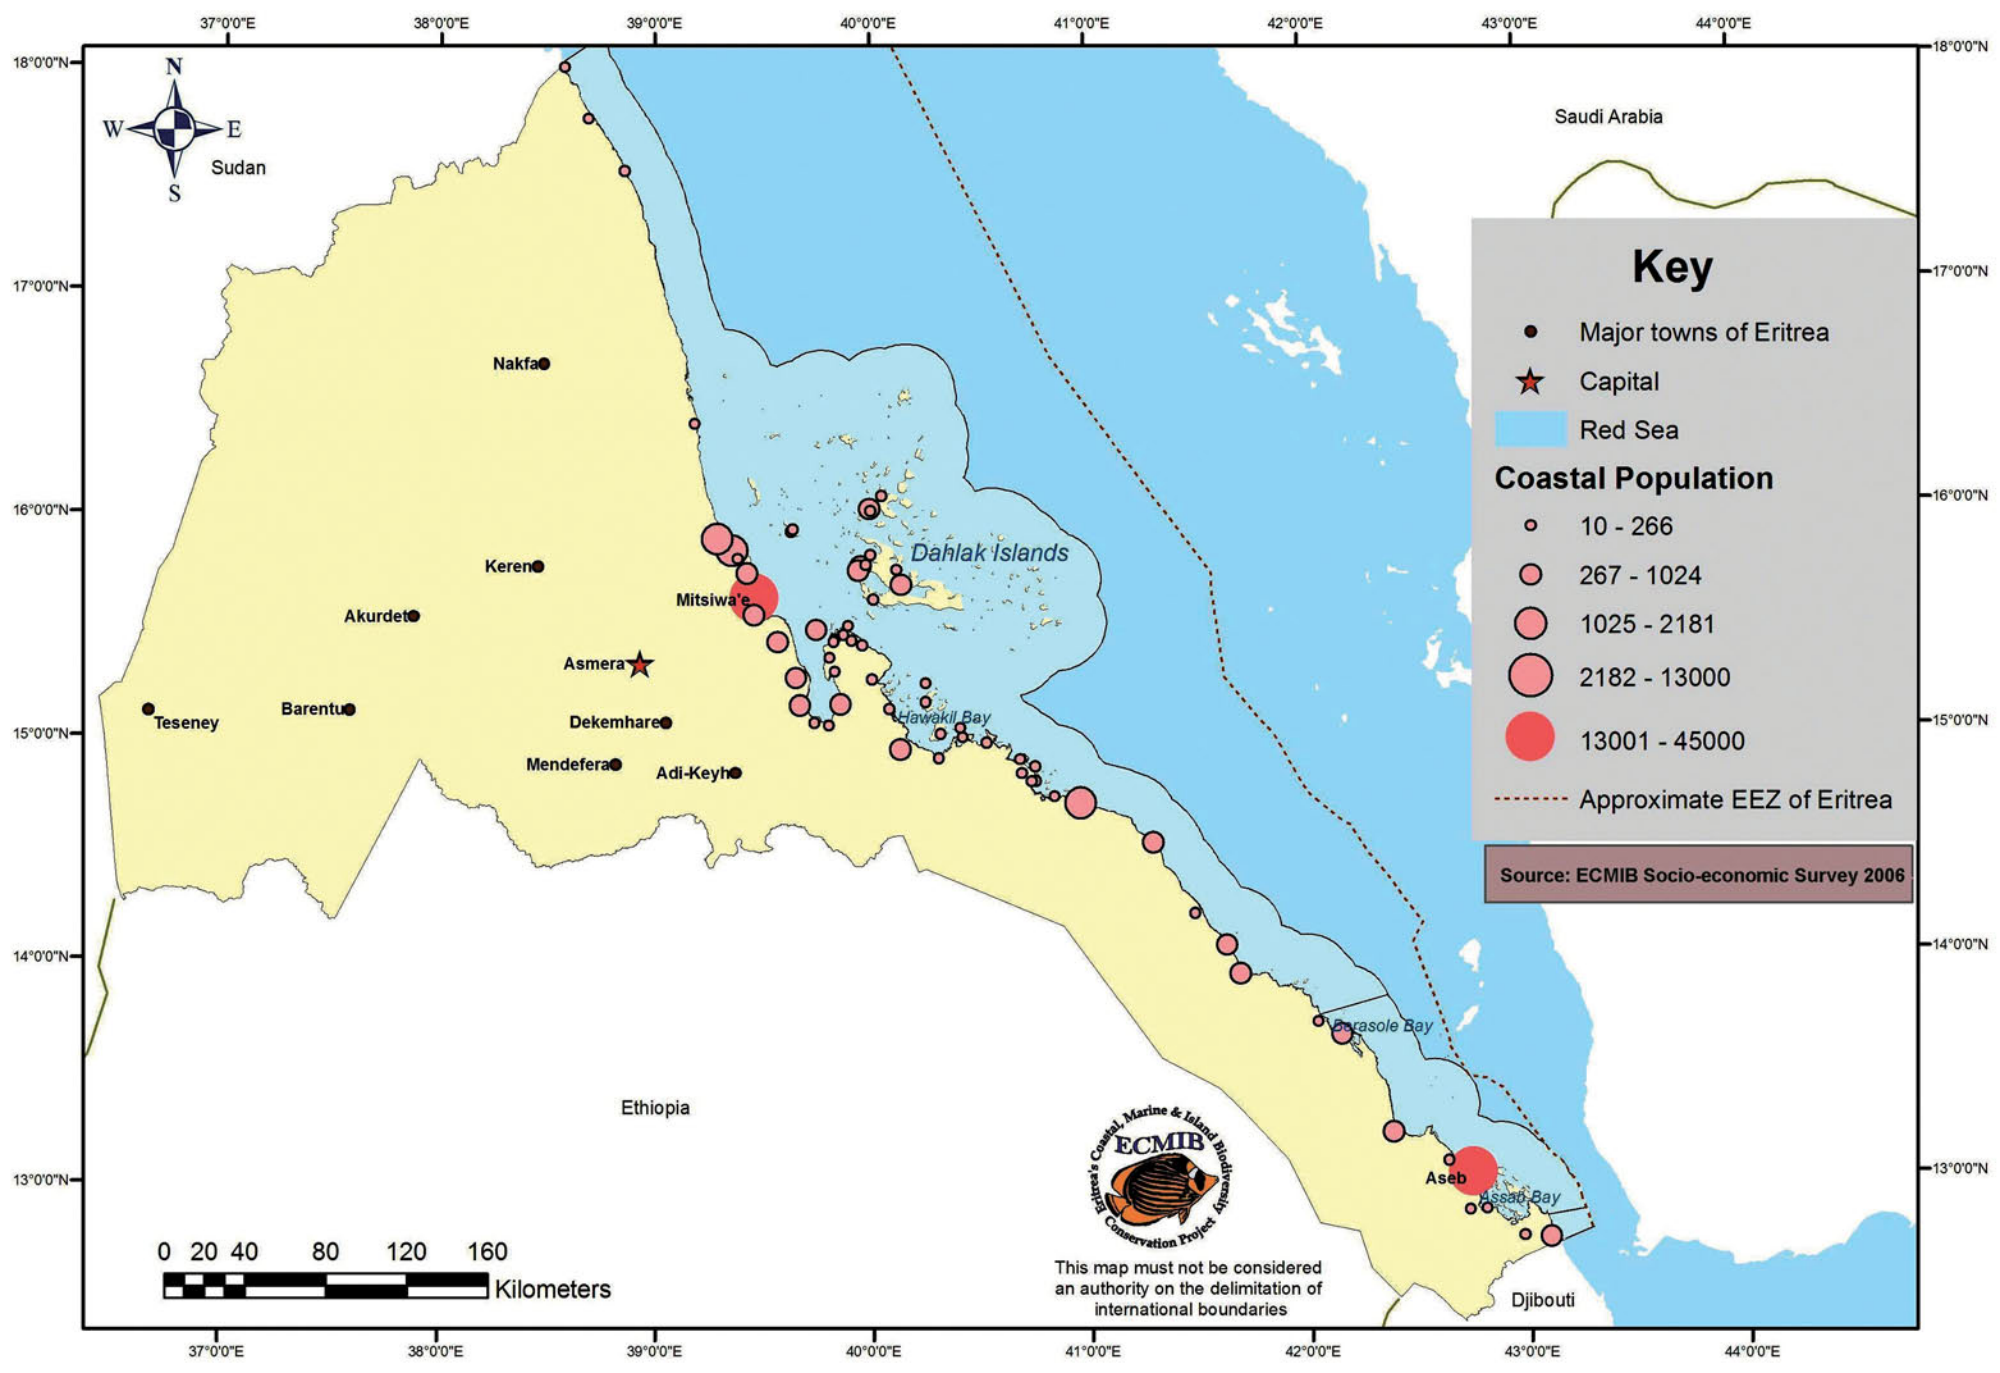 37°0'0"E 38°0'0"E 39°0'0"E 40°0'0"E 41°0'0"E 42°0'0"E 43°0'0"E 44°0'0"E
18°0'0"N
18°0'0"N
N
W E
S
Sudan
Saudi Arabia
17°0'0"N
17°0'0"N
Key
Major towns of Eritrea
Capital
Red Sea
Coastal Population
10 - 266
267 - 1024
1025 - 2181
2182 - 13000
13001 - 45000
Approximate EEZ of Eritrea
Source: ECMIB Socio-economic Survey 2006
Nakfa
16°0'0"N
16°0'0"N
Dahlak Islands
Keren
Mitsiwa'e
Akurdet
Asmera
Teseney
Barentu
Dekemhare
Hawakil Bay
15°0'0"N
15°0'0"N
Mendefera
Adi-Keyh
14°0'0"N
14°0'0"N
Berasole Bay
Ethiopia
Eritrea's Coastal, Marine & Island Biodiversity
ECMIB
Conservation Project
13°0'0"N
13°0'0"N
Aseb
Assab Bay
This map must not be considered
an authority on the delimitation of
international boundaries
Djibouti
0 20 40 80 120 160
Kilometers
37°0'0"E 38°0'0"E 39°0'0"E 40°0'0"E 41°0'0"E 42°0'0"E 43°0'0"E 44°0'0"E